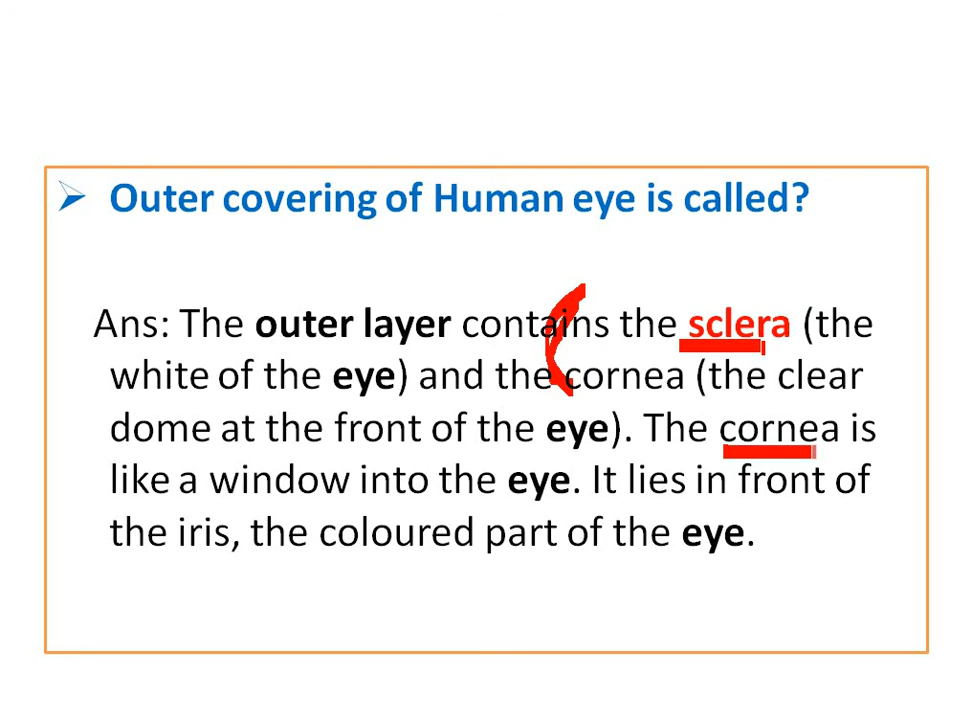 ➢ Outer covering of Human eye is called?
Ans: The outer layer contains the sclera (the
white of the eye) and the cornea (the clear
dome at the front of the eye). The cornea is
like a window into the eye. It lies in front of
the iris, the coloured part of the eye.